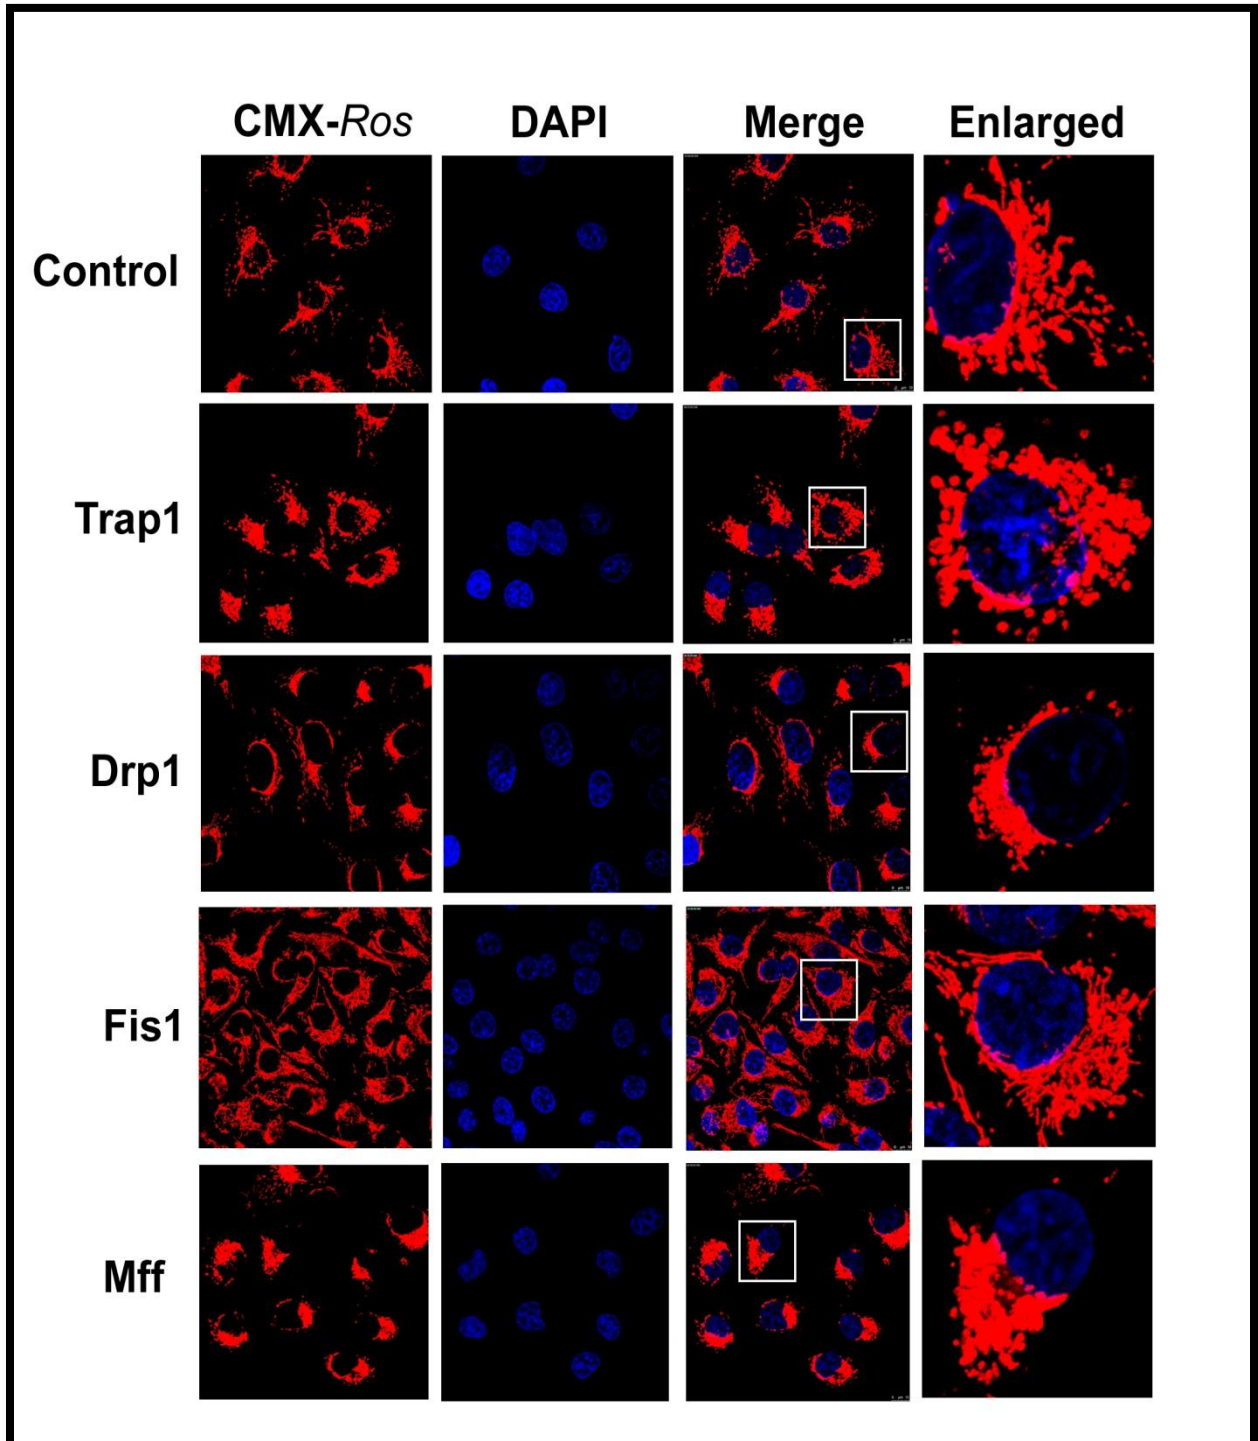 CMX-Ros DAPI Merge Enlarged
Control
Trap1
Drp1
Fis1
Mff